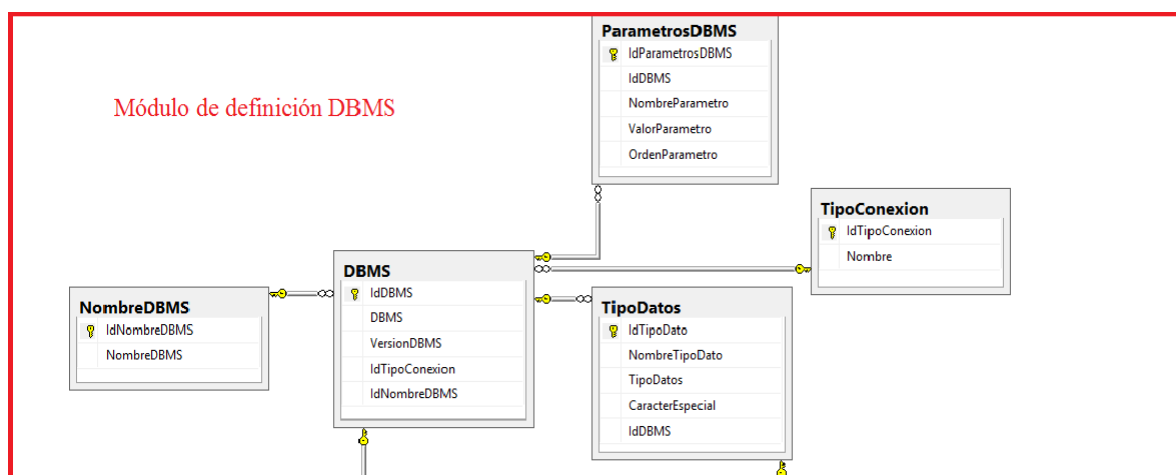 ParametrosDBMS
IdParametrosDBMS
IdDBMS
NombreParametro
ValorParametro
OrdenParametro
Módulo de definición DBMS
TipoConexion
IdTipoConexion
Nombre
DBMS
IdDBMS
DBMS
VersionDBMS
IdTipoConexion
IdNombreDBMS
NombreDBMS
IdNombreDBMS
NombreDBMS
TipoDatos
IdTipoDato
NombreTipoDato
TipoDatos
CaracterEspecial
IdDBMS